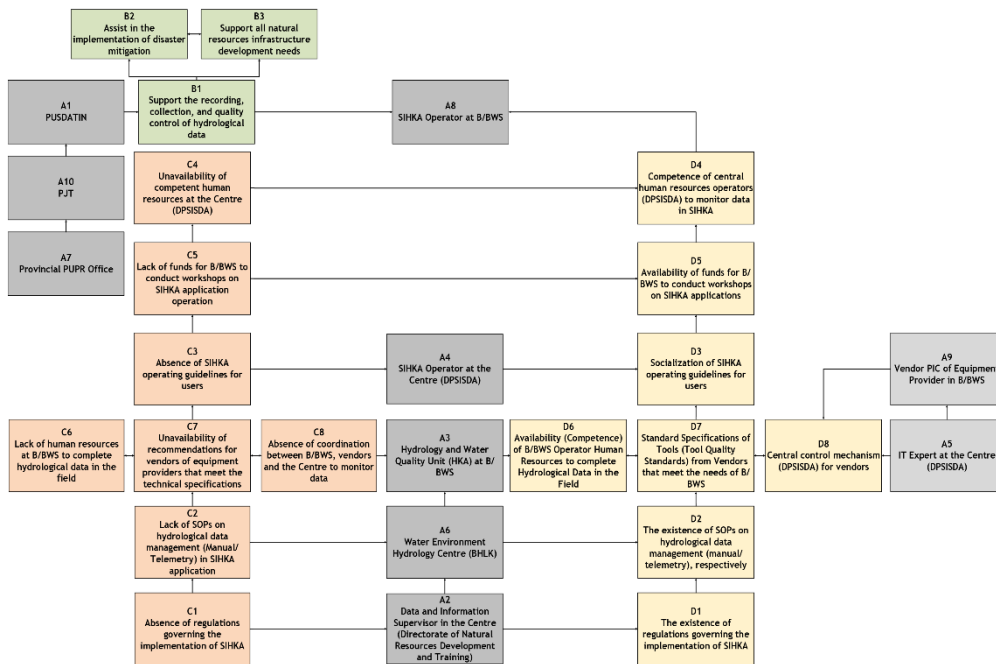 B2
Assist in the
implementation of disaster
mitigation
B3
Support all natural
resources infrastructure
development needs
A1
PUSDATIN
B1
Support the recording,
collection, and quality
control of hydrological
data
A8
SIHKA Operator at B/BWS
A10
PJT
C4
Unavailability of
competent human
resources at the Centre
(DPSISDA)
D4
Competence of central
human resources operators
(DPSISDA) to monitor data
in SIHKA
A7
Provincial PUPR Office
C5
Lack of funds for B/BWS to
conduct workshops on
SIHKA application
operation
D5
Availability of funds for B/
BWS to conduct workshops
on SIHKA applications
C3
Absence of SIHKA
operating guidelines for
users
A4
SIHKA Operator at the
Centre (DPSISDA)
D3
Socialization of SIHKA
operating guidelines for
users
A9
Vendor PIC of Equipment
Provider in B/BWS
C6
Lack of human resources
at B/BWS to complete
hydrological data in the
field
C7
Unavailability of
recommendations for
vendors of equipment
providers that meet the
technical specifications
C8
Absence of coordination
between B/BWS, vendors
and the Centre to monitor
data
A3
Hydrology and Water
Quality Unit (HKA) at B/
BWS
D6
Availability (Competence)
of B/BWS Operator Human
Resources to complete
Hydrological Data in the
Field
D7
Standard Specifications of
Tools (Tool Quality
Standards) from Vendors
that meet the needs of B/
BWS
D8
Central control mechanism
(DPSISDA) for vendors
A5
IT Expert at the Centre
(DPSISDA)
C2
Lack of SOPs on
hydrological data
management (Manual/
Telemetry) in SIHKA
application
A6
Water Environment
Hydrology Centre (BHLK)
D2
The existence of SOPs on
hydrological data
management (manual/
telemetry), respectively
C1
Absence of regulations
governing the
implementation of SIHKA
A2
Data and Information
Supervisor in the Centre
(Directorate of Natural
Resources Development
and Training)
D1
The existence of
regulations governing the
implementation of SIHKA